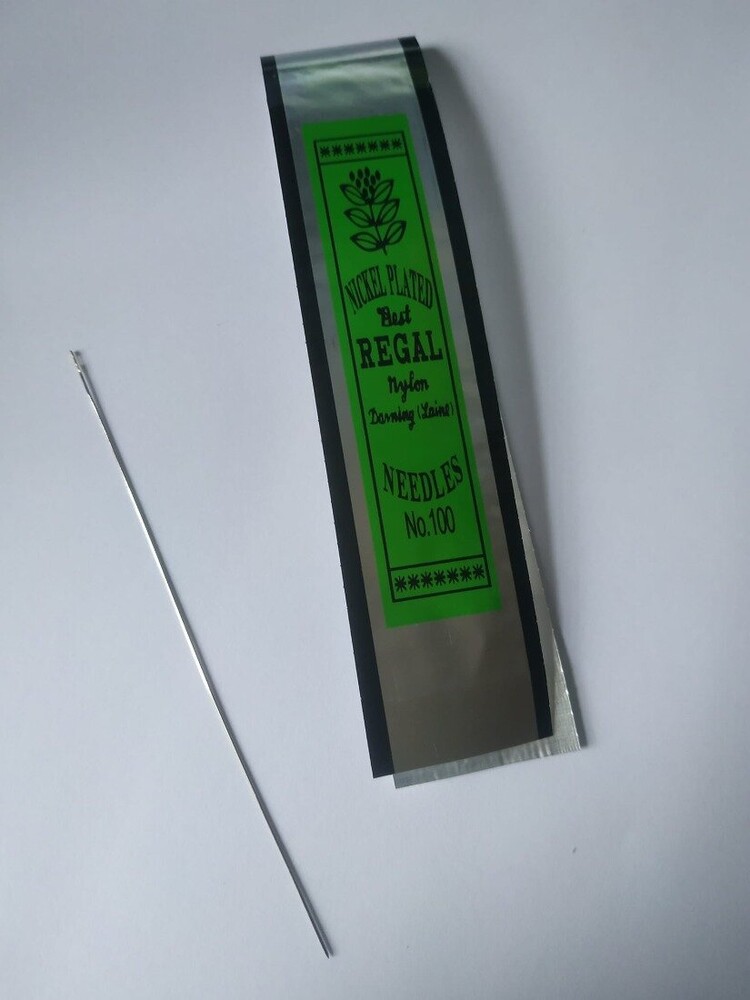 NICKEL PLATED
Best
REGAL
Nylon
Darning (Laine)
NEEDLES
No.100